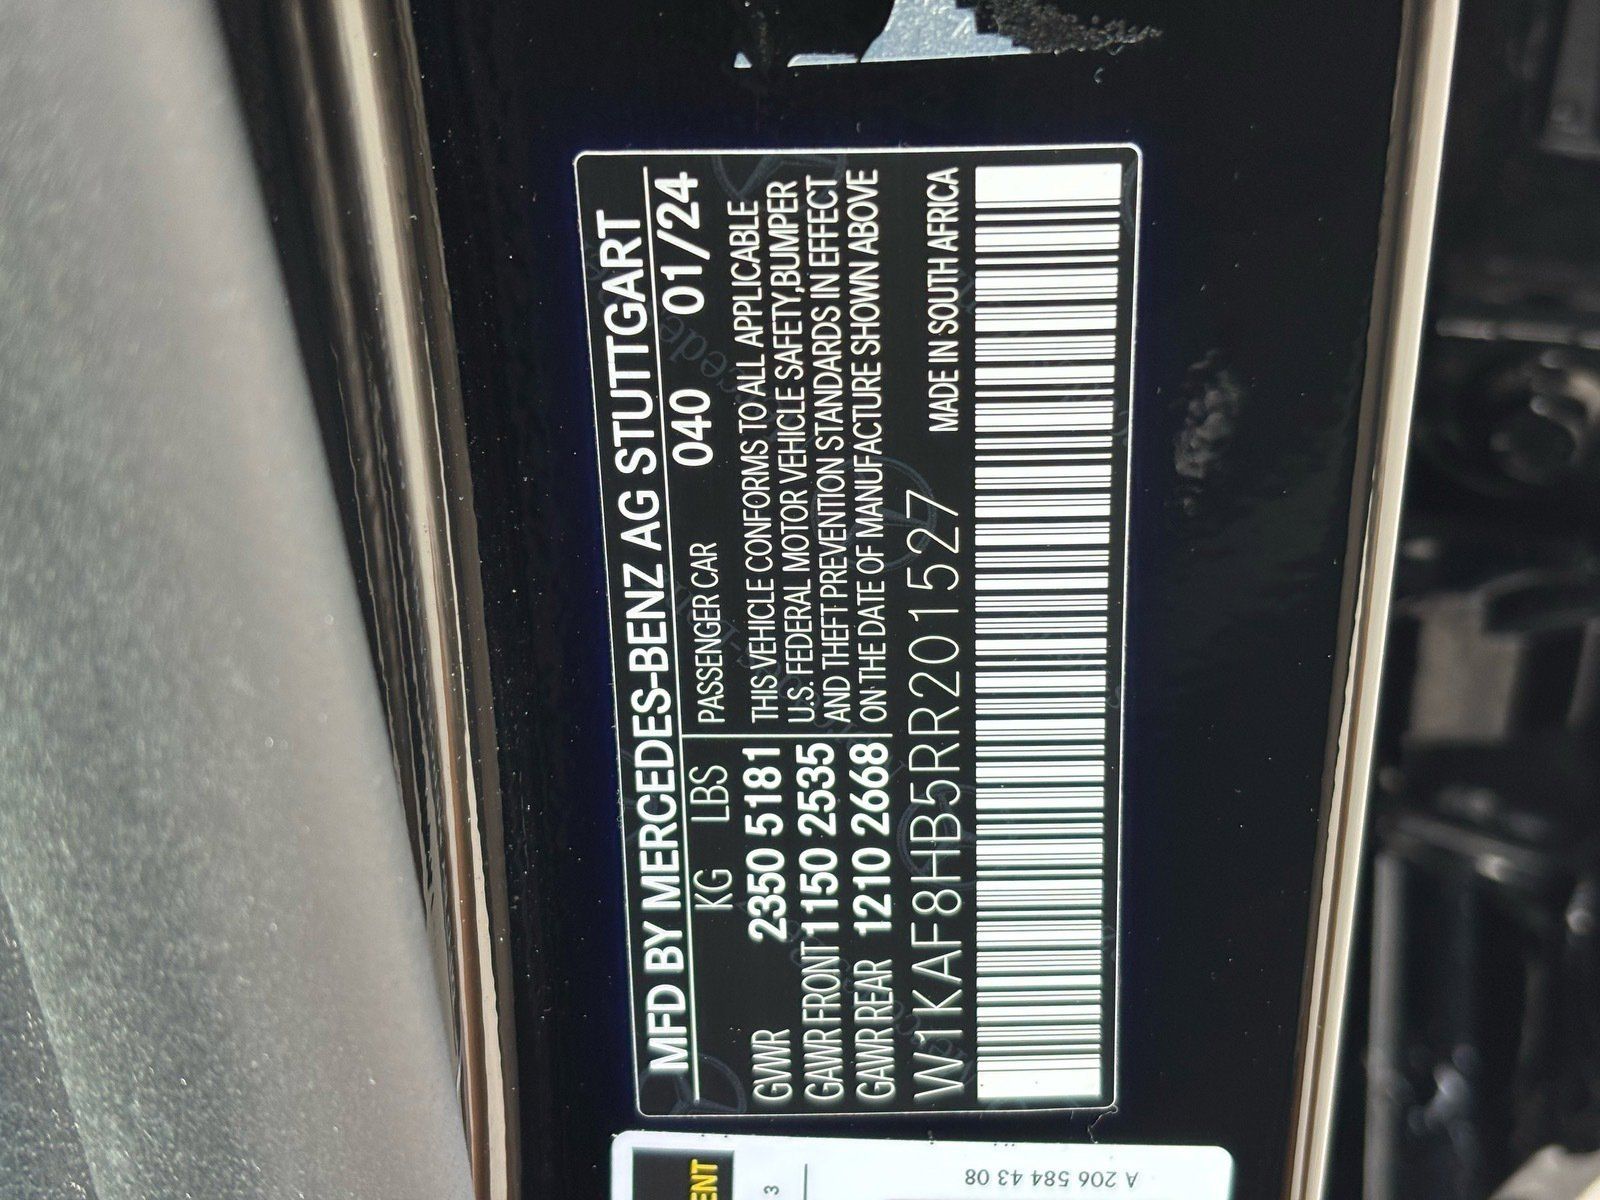 MFD BY MERCEDES-BENZ AG STUTTGART
KG LBS PASSENGER CAR 040 01/24
GWR 2350 5181
GAWR FRONT 1150 2535
GAWR REAR 1210 2668
THIS VEHICLE CONFORMS TO ALL APPLICABLE
U.S. FEDERAL MOTOR VEHICLE SAFETY,BUMPER
AND THEFT PREVENTION STANDARDS IN EFFECT
ON THE DATE OF MANUFACTURE SHOWN ABOVE
W1KAF8HB5RR201527 MADE IN SOUTH AFRICA
ENT
3
A 206 584 43 08